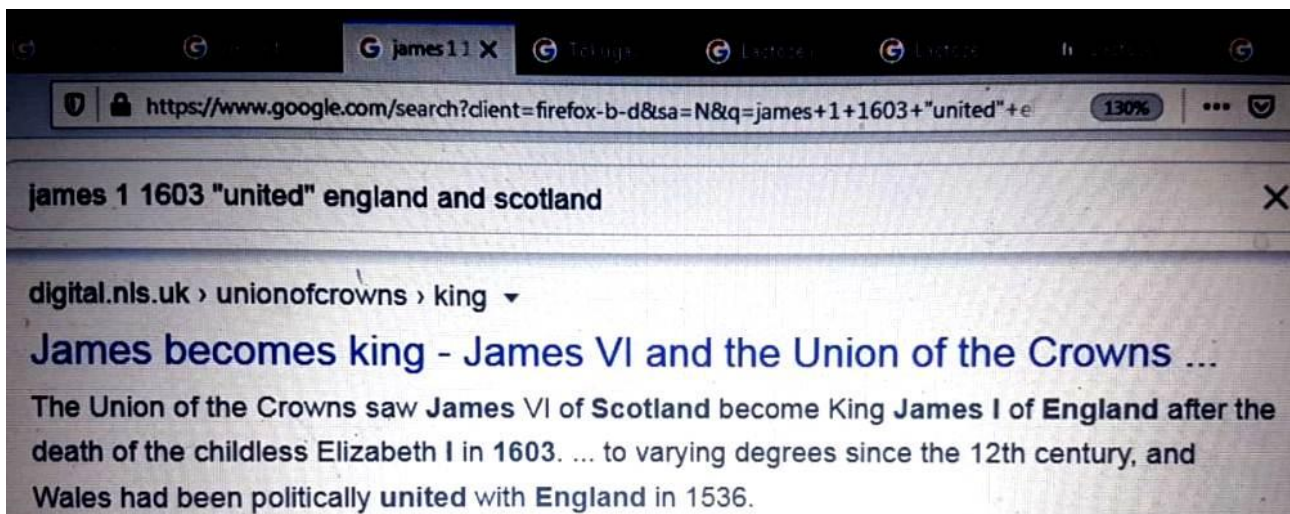 james 1 1
https://www.google.com/search?client=firefox-b-d&sa=N&q=james+1+1603+"united"+e
130%
james 1 1603 "united" england and scotland
digital.nls.uk › unionofcrowns › king
James becomes king - James VI and the Union of the Crowns ...
The Union of the Crowns saw James VI of Scotland become King James I of England after the
death of the childless Elizabeth I in 1603. ... to varying degrees since the 12th century, and
Wales had been politically united with England in 1536.